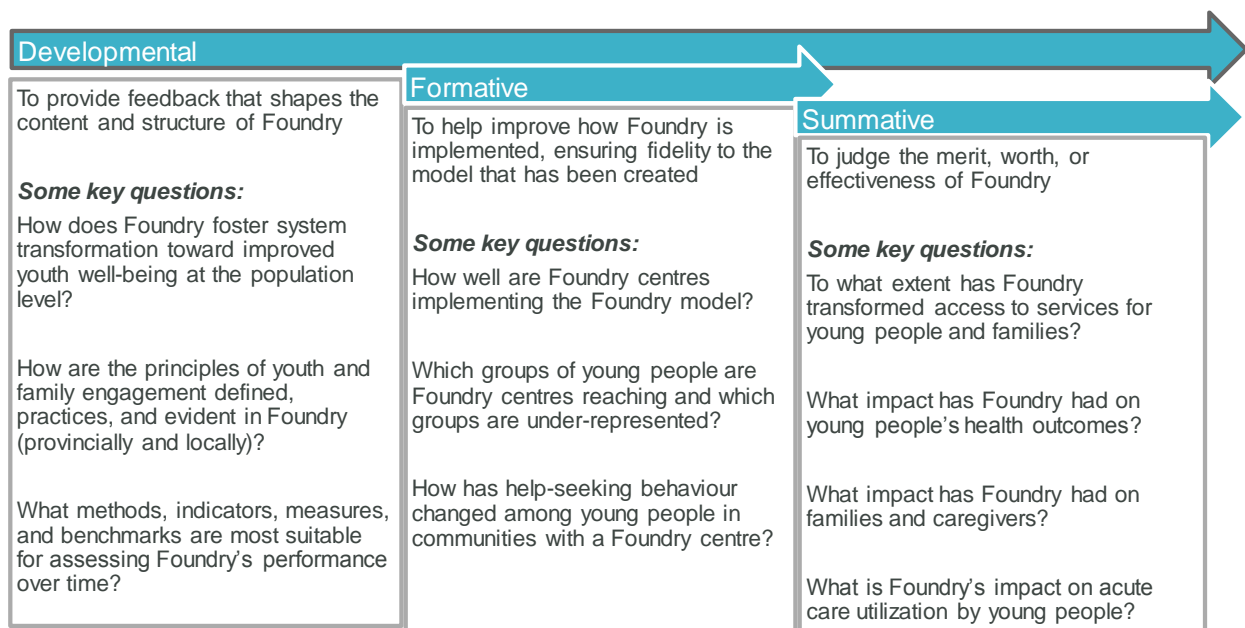 Developmental
To provide feedback that shapes the
content and structure of Foundry
Some key questions:
How does Foundry foster system
transformation toward improved
youth well-being at the population
level?
How are the principles of youth and
family engagement defined,
practices, and evident in Foundry
(provincially and locally)?
What methods, indicators, measures,
and benchmarks are most suitable
for assessing Foundry's performance
over time?
Formative
To help improve how Foundry is
implemented, ensuring fidelity to the
model that has been created
Some key questions:
How well are Foundry centres
implementing the Foundry model?
Which groups of young people are
Foundry centres reaching and which
groups are under-represented?
How has help-seeking behaviour
changed among young people in
communities with a Foundry centre?
Summative
To judge the merit, worth, or
effectiveness of Foundry
Some key questions:
To what extent has Foundry
transformed access to services for
young people and families?
What impact has Foundry had on
young people's health outcomes?
What impact has Foundry had on
families and caregivers?
What is Foundry's impact on acute
care utilization by young people?